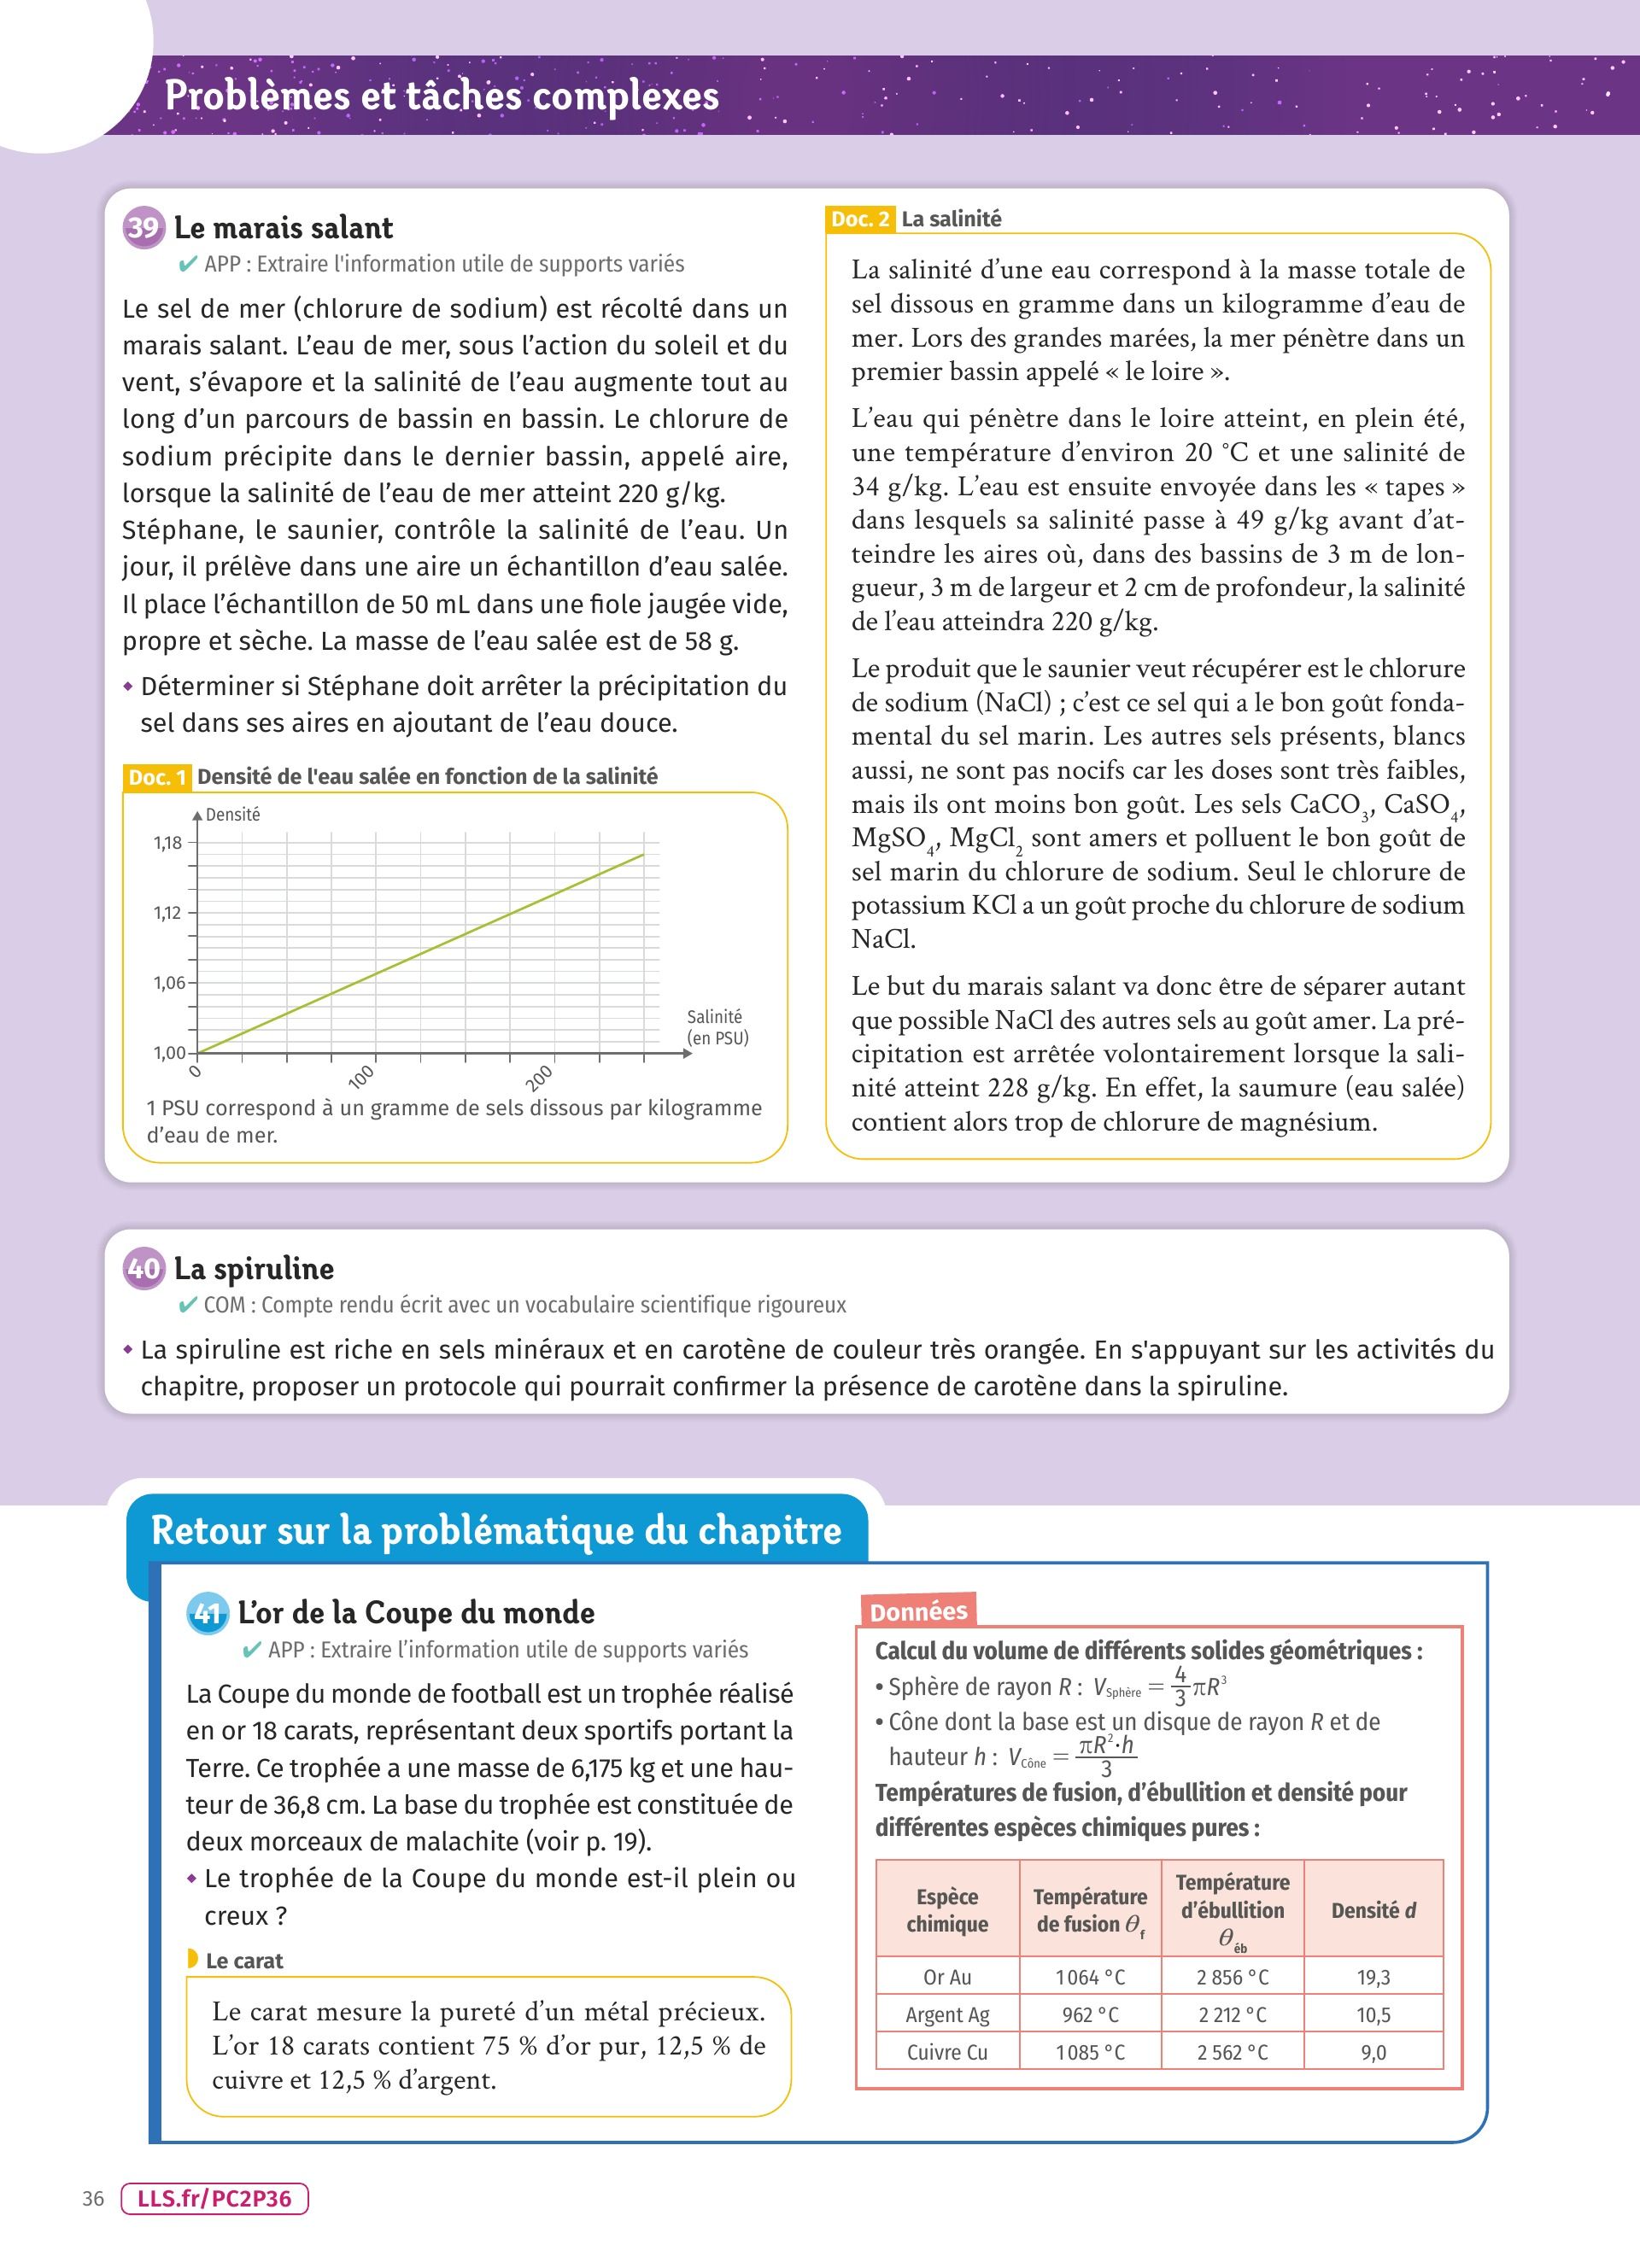 Problèmes et tâches complexes
39 Le marais salant
✔ APP : Extraire l'information utile de supports variés
Le sel de mer (chlorure de sodium) est récolté dans un
marais salant. L’eau de mer, sous l’action du soleil et du
vent, s’évapore et la salinité de l’eau augmente tout au
long d’un parcours de bassin en bassin. Le chlorure de
sodium précipite dans le dernier bassin, appelé aire,
lorsque la salinité de l’eau de mer atteint 220 g/kg.
Stéphane, le saunier, contrôle la salinité de l’eau. Un
jour, il prélève dans une aire un échantillon d’eau salée.
Il place l’échantillon de 50 mL dans une fiole jaugée vide,
propre et sèche. La masse de l’eau salée est de 58 g.
◆ Déterminer si Stéphane doit arrêter la précipitation du
sel dans ses aires en ajoutant de l’eau douce.
Doc. 1 Densité de l'eau salée en fonction de la salinité
Densité
1,18
1,12
1,06
1,00
Salinité
(en PSU)
0
100
200
1 PSU correspond à un gramme de sels dissous par kilogramme
d’eau de mer.
Doc. 2 La salinité
La salinité d’une eau correspond à la masse totale de
sel dissous en gramme dans un kilogramme d’eau de
mer. Lors des grandes marées, la mer pénètre dans un
premier bassin appelé « le loire ».
L’eau qui pénètre dans le loire atteint, en plein été,
une température d’environ 20 °C et une salinité de
34 g/kg. L’eau est ensuite envoyée dans les « tapes »
dans lesquels sa salinité passe à 49 g/kg avant d’at-
teindre les aires où, dans des bassins de 3 m de lon-
gueur, 3 m de largeur et 2 cm de profondeur, la salinité
de l’eau atteindra 220 g/kg.
Le produit que le saunier veut récupérer est le chlorure
de sodium (NaCl) ; c’est ce sel qui a le bon goût fonda-
mental du sel marin. Les autres sels présents, blancs
aussi, ne sont pas nocifs car les doses sont très faibles,
mais ils ont moins bon goût. Les sels CaCO₃, CaSO₄,
MgSO₄, MgCl₂ sont amers et polluent le bon goût de
sel marin du chlorure de sodium. Seul le chlorure de
potassium KCl a un goût proche du chlorure de sodium
NaCl.
Le but du marais salant va donc être de séparer autant
que possible NaCl des autres sels au goût amer. La pré-
cipitation est arrêtée volontairement lorsque la sali-
nité atteint 228 g/kg. En effet, la saumure (eau salée)
contient alors trop de chlorure de magnésium.
40 La spiruline
✔ COM : Compte rendu écrit avec un vocabulaire scientifique rigoureux
◆ La spiruline est riche en sels minéraux et en carotène de couleur très orangée. En s'appuyant sur les activités du
chapitre, proposer un protocole qui pourrait confirmer la présence de carotène dans la spiruline.
Retour sur la problématique du chapitre
41 L’or de la Coupe du monde
✔ APP : Extraire l’information utile de supports variés
La Coupe du monde de football est un trophée réalisé
en or 18 carats, représentant deux sportifs portant la
Terre. Ce trophée a une masse de 6,175 kg et une hau-
teur de 36,8 cm. La base du trophée est constituée de
deux morceaux de malachite (voir p. 19).
◆ Le trophée de la Coupe du monde est-il plein ou
creux ?
Le carat
Le carat mesure la pureté d’un métal précieux.
L’or 18 carats contient 75 % d’or pur, 12,5 % de
cuivre et 12,5 % d’argent.
Données
Calcul du volume de différents solides géométriques :
• Sphère de rayon R : V_Sphère = 4/3 πR³
• Cône dont la base est un disque de rayon R et de
hauteur h : V_Cône = πR²·h/3
Températures de fusion, d’ébullition et densité pour
différentes espèces chimiques pures :
Espèce chimique | Température de fusion θ_f | Température d’ébullition θ_éb | Densité d
Or Au | 1 064 °C | 2 856 °C | 19,3
Argent Ag | 962 °C | 2 212 °C | 10,5
Cuivre Cu | 1 085 °C | 2 562 °C | 9,0
36 LLS.fr/PC2P36